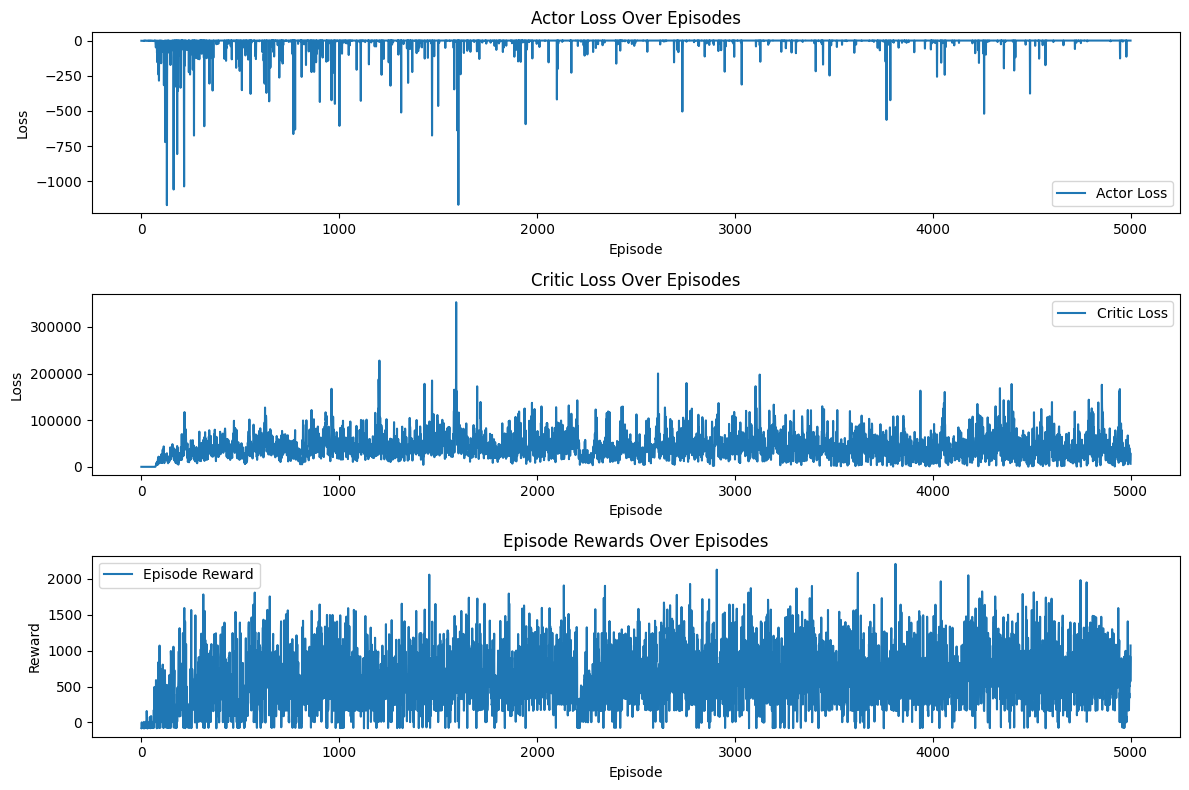 Actor Loss Over Episodes
0
−250
−500
−750
−1000
Loss
Actor Loss
0 1000 2000 3000 4000 5000
Episode
Critic Loss Over Episodes
300000
200000
100000
0
Loss
Critic Loss
0 1000 2000 3000 4000 5000
Episode
Episode Rewards Over Episodes
2000
1500
1000
500
0
Reward
Episode Reward
0 1000 2000 3000 4000 5000
Episode